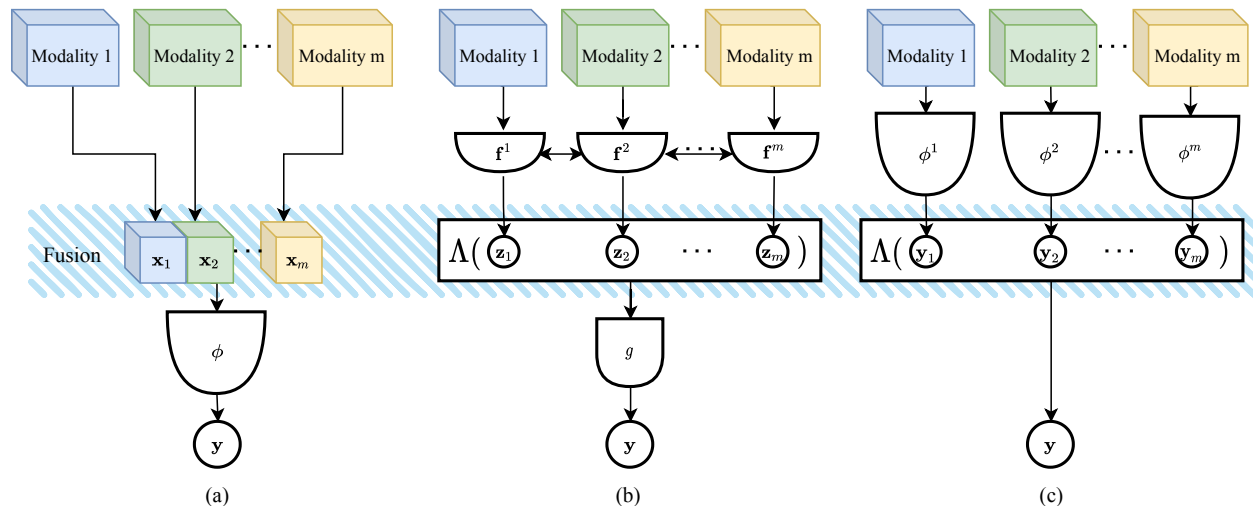 Modality 1 Modality 2 ··· Modality m Modality 1 Modality 2 ··· Modality m Modality 1 Modality 2 ··· Modality m
f¹ f² ···· fᵐ ϕ¹ ϕ² ··· ϕᵐ
Fusion x₁ x₂ ··· xₘ Λ( z₁ z₂ ··· zₘ ) Λ( y₁ y₂ ··· yₘ )
ϕ g
y y y
(a) (b) (c)